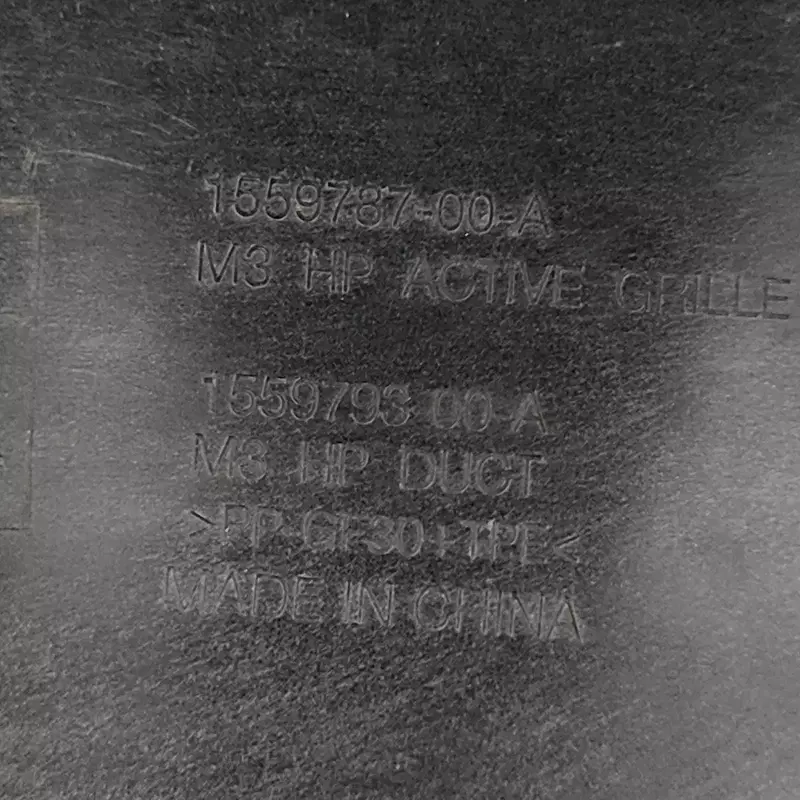 1559787-00-A
M3 HP ACTIVE GRILLE
1559793-00-A
M3 HP DUCT
>PP-GF30+TPE<
MADE IN CHINA